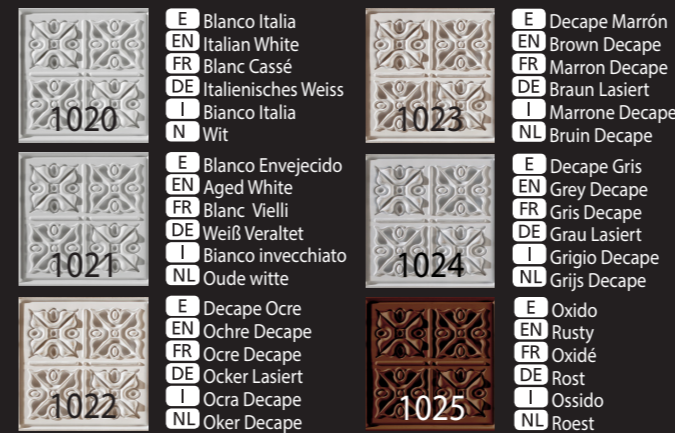 1020
E Blanco Italia
EN Italian White
FR Blanc Cassé
DE Italienisches Weiss
I Bianco Italia
N Wit
1021
E Blanco Envejecido
EN Aged White
FR Blanc Vielli
DE Weiß Veraltet
I Bianco invecchiato
NL Oude witte
1022
E Decape Ocre
EN Ochre Decape
FR Ocre Decape
DE Ocker Lasiert
I Ocra Decape
NL Oker Decape
1023
E Decape Marrón
EN Brown Decape
FR Marron Decape
DE Braun Lasiert
I Marrone Decape
NL Bruin Decape
1024
E Decape Gris
EN Grey Decape
FR Gris Decape
DE Grau Lasiert
I Grigio Decape
NL Grijs Decape
1025
E Oxido
EN Rusty
FR Oxidé
DE Rost
I Ossido
NL Roest